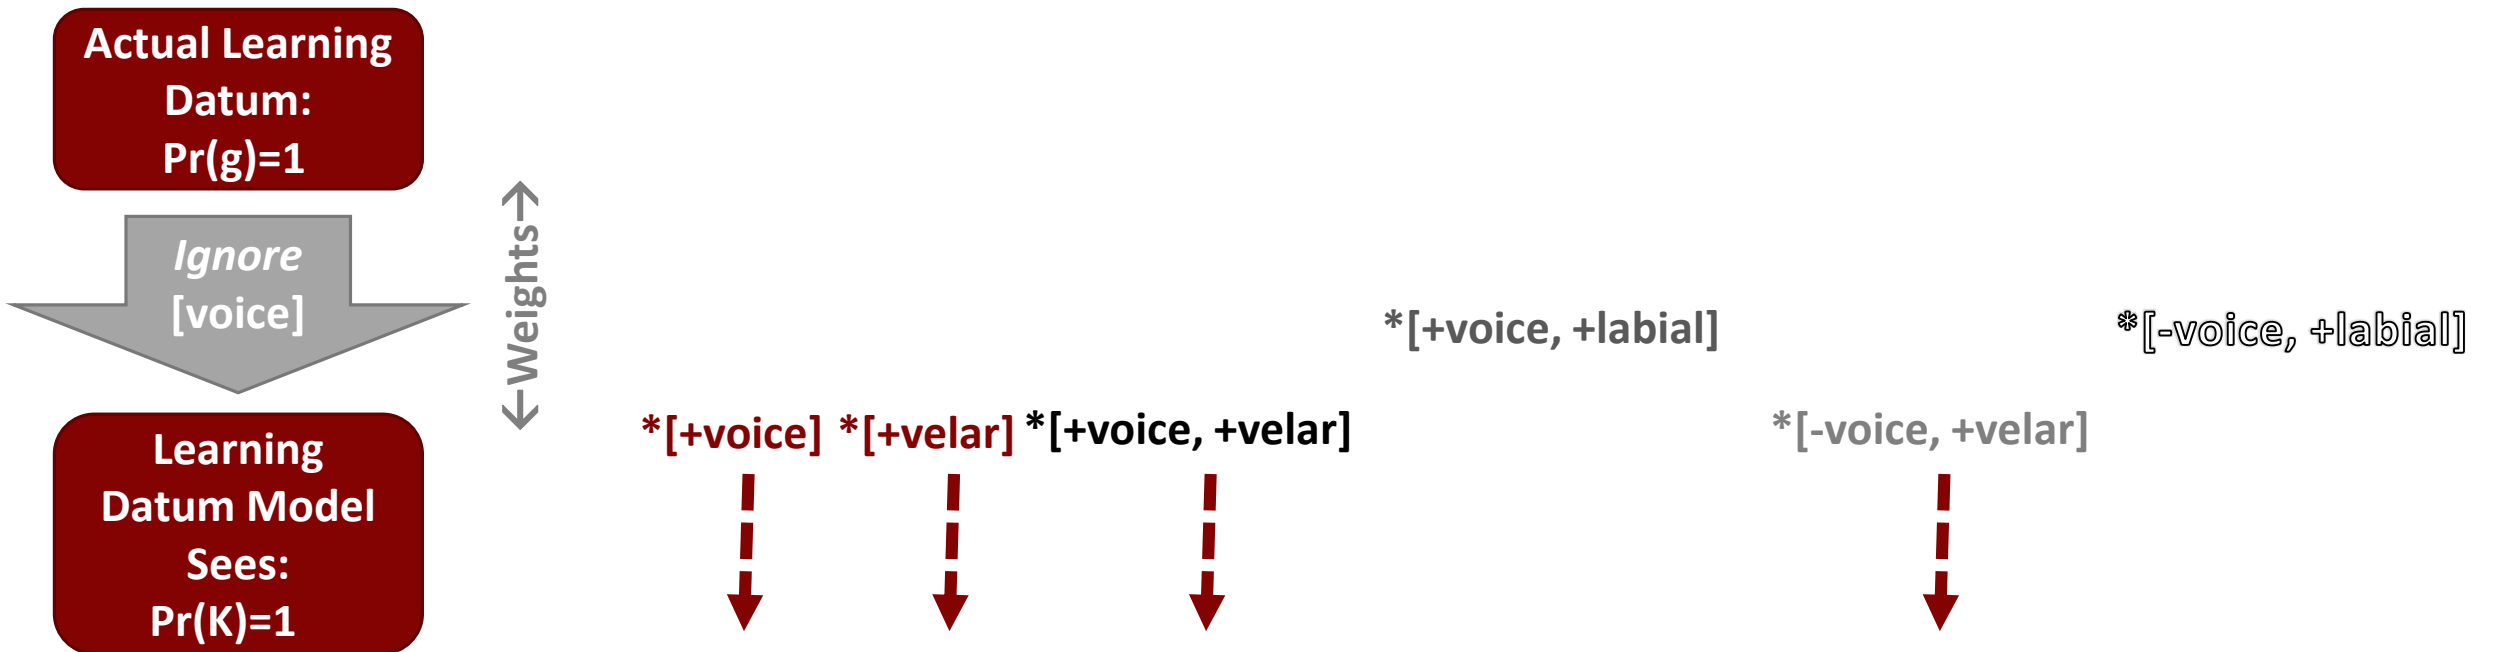 Actual Learning
Datum:
Pr(g)=1
Ignore
[voice]
Learning
Datum Model
Sees:
Pr(K)=1
←Weights→
*[+voice, +labial]
*[-voice, +labial]
*[+voice] *[+velar] *[+voice, +velar]
*[-voice, +velar]